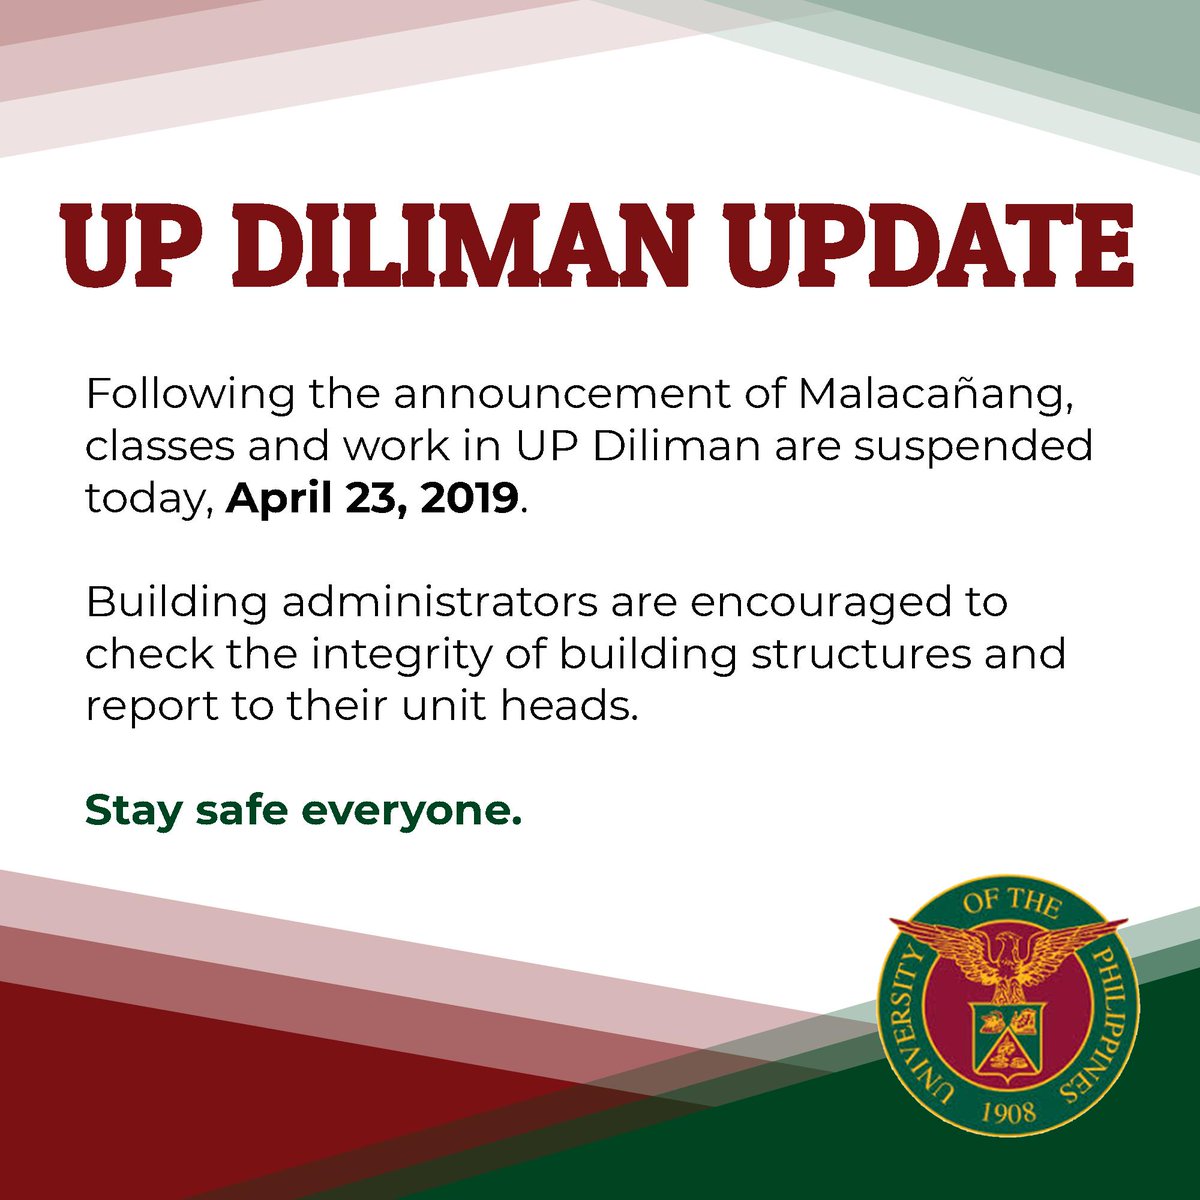 UP DILIMAN UPDATE
Following the announcement of Malacañang,
classes and work in UP Diliman are suspended
today, April 23, 2019.
Building administrators are encouraged to
check the integrity of building structures and
report to their unit heads.
Stay safe everyone.
UNIVERSITY OF THE PHILIPPINES
1908